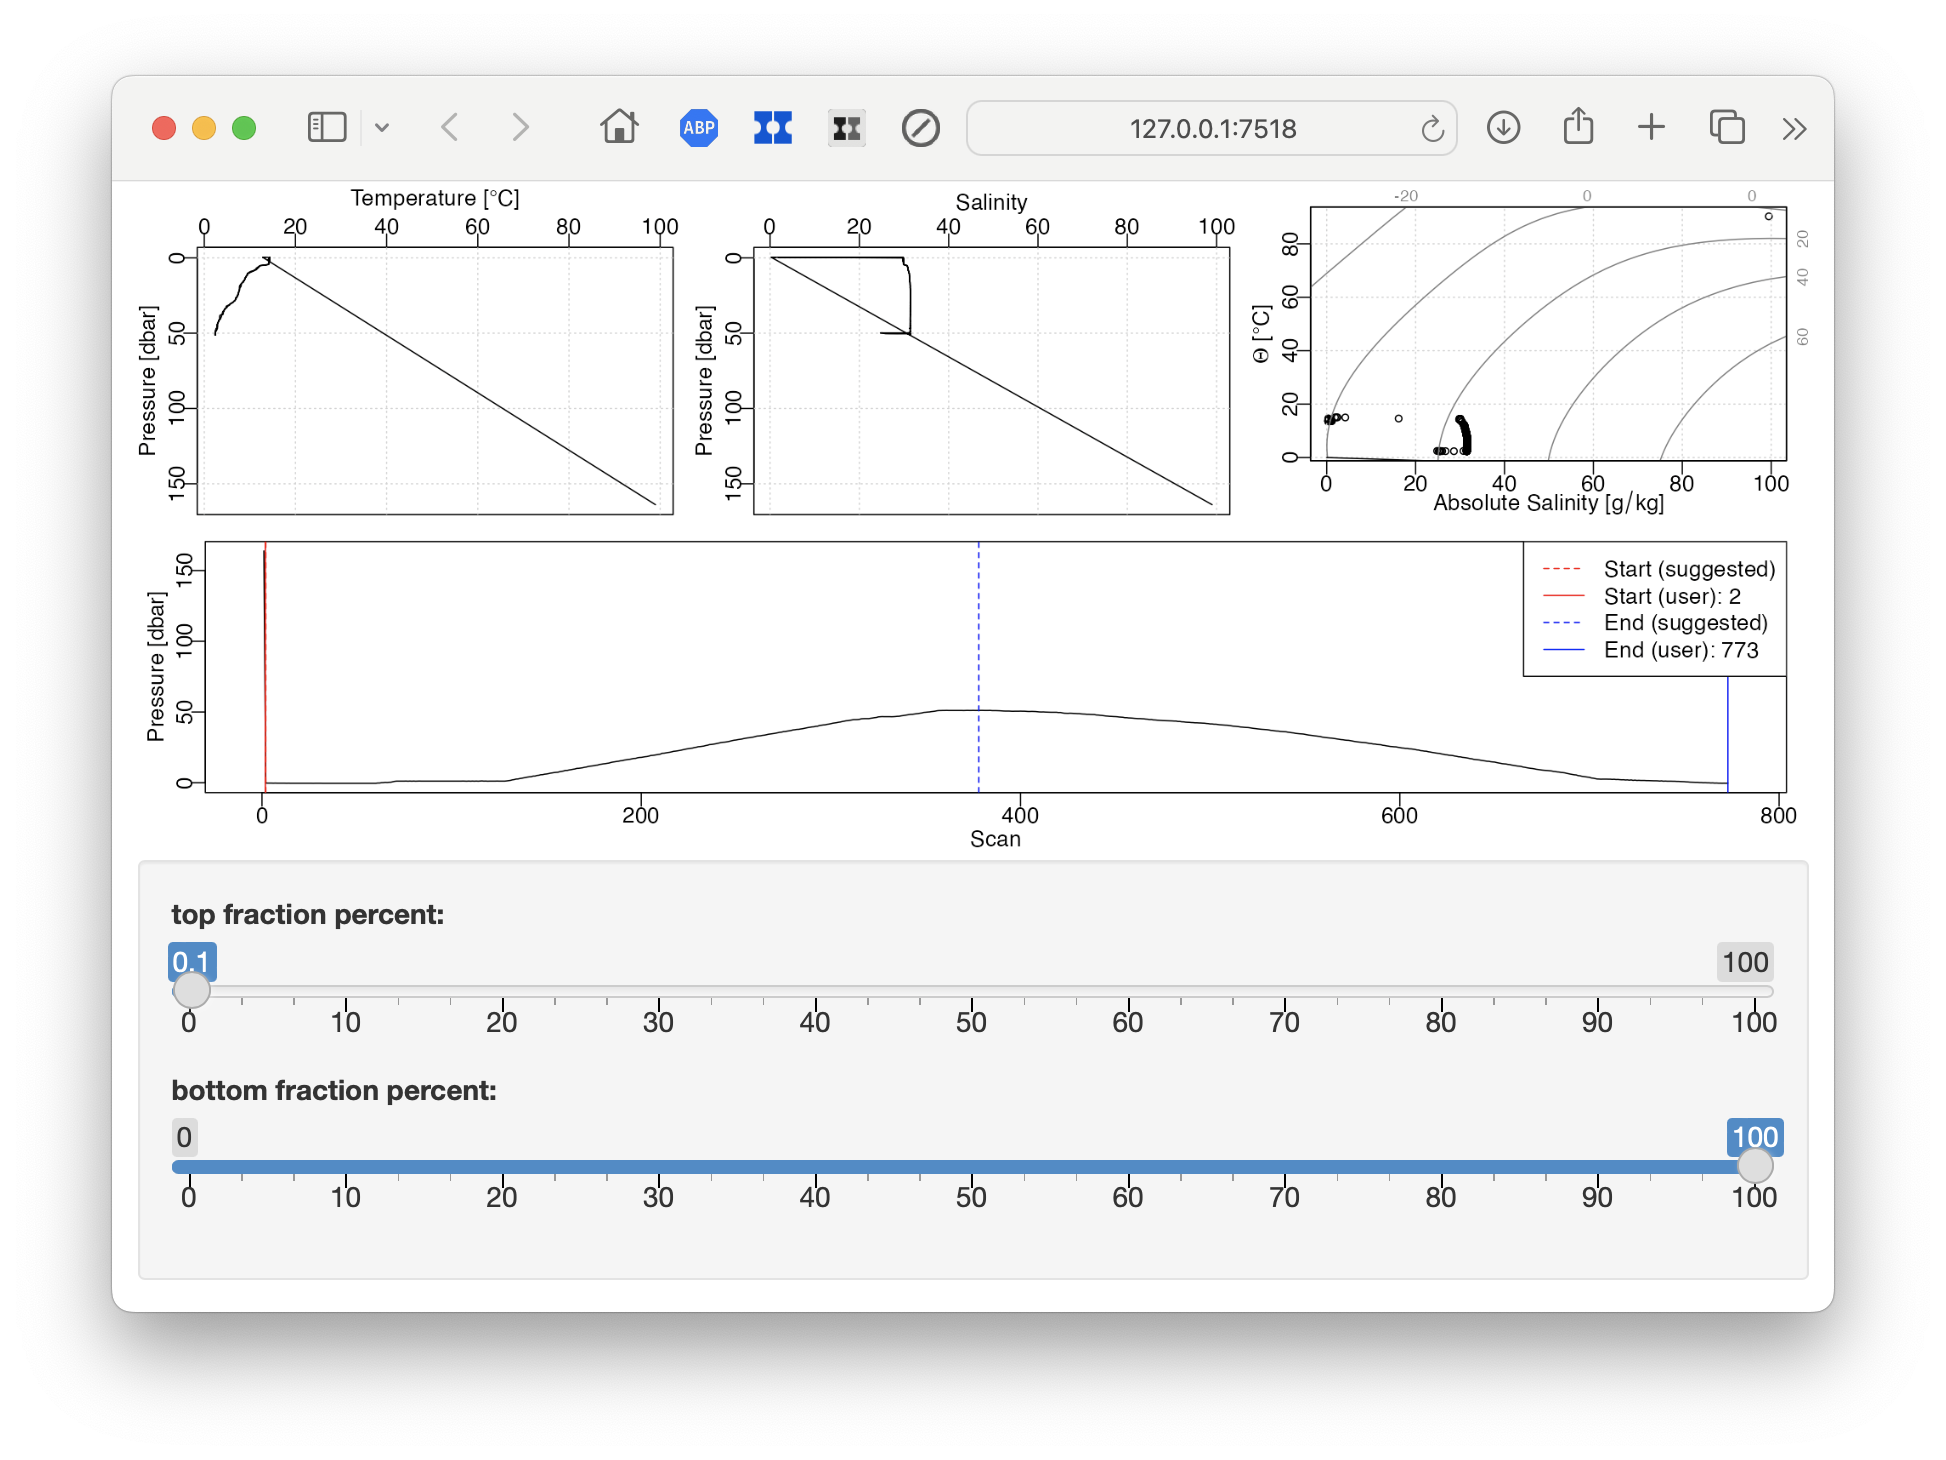 ABP
127.0.0.1:7518
Temperature [°C]
0 20 40 60 80 100
Pressure [dbar]
0
50
100
150
Salinity
0 20 40 60 80 100
Pressure [dbar]
0
50
100
150
-20 0 0
20
40
60
Θ [°C]
80
60
40
20
0
0 20 40 60 80 100
Absolute Salinity [g/kg]
Pressure [dbar]
150
100
50
0
Start (suggested)
Start (user): 2
End (suggested)
End (user): 773
0 200 400 600 800
Scan
top fraction percent:
0.1 100
0 10 20 30 40 50 60 70 80 90 100
bottom fraction percent:
0 100
0 10 20 30 40 50 60 70 80 90 100